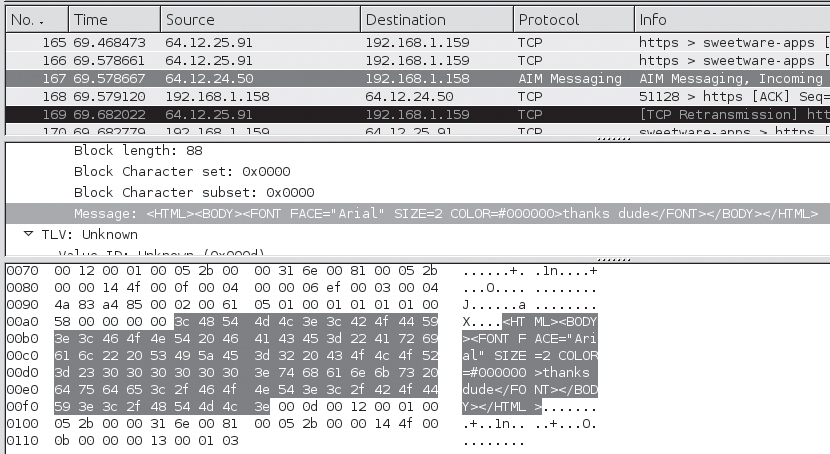 No. . Time Source Destination Protocol Info
165 69.468473 64.12.25.91 192.168.1.159 TCP https > sweetware-apps [
166 69.578661 64.12.25.91 192.168.1.159 TCP https > sweetware-apps [
167 69.578667 64.12.24.50 192.168.1.158 AIM Messaging AIM Messaging, Incoming
168 69.579120 192.168.1.158 64.12.24.50 TCP 51128 > https [ACK] Seq=
169 69.682022 64.12.25.91 192.168.1.159 TCP [TCP Retransmission] htt
170 69.682779 192.168.1.159 64.12.25.91 TCP sweetware-apps > https [
Block length: 88
Block Character set: 0x0000
Block Character subset: 0x0000
Message: <HTML><BODY><FONT FACE="Arial" SIZE=2 COLOR=#000000>thanks dude</FONT></BODY></HTML>
TLV: Unknown
Value ID: Unknown (0x000d)
0070 00 12 00 01 00 05 2b 00 00 31 6e 00 81 00 05 2b ......+. .1n....+
0080 00 00 14 4f 00 0f 00 04 00 00 06 ef 00 03 00 04 ...O.... ........
0090 4a 83 a4 85 00 02 00 61 05 01 00 01 01 01 01 00 J......a ........
00a0 58 00 00 00 00 3c 48 54 4d 4c 3e 3c 42 4f 44 59 X....<HT ML><BODY
00b0 3e 3c 46 4f 4e 54 20 46 41 43 45 3d 22 41 72 69 ><FONT F ACE="Ari
00c0 61 6c 22 20 53 49 5a 45 3d 32 20 43 4f 4c 4f 52 al" SIZE =2 COLOR
00d0 3d 23 30 30 30 30 30 30 3e 74 68 61 6e 6b 73 20 =#000000 >thanks
00e0 64 75 64 65 3c 2f 46 4f 4e 54 3e 3c 2f 42 4f 44 dude</FO NT></BOD
00f0 59 3e 3c 2f 48 54 4d 4c 3e 00 0d 00 12 00 01 00 Y></HTML >.......
0100 05 2b 00 00 31 6e 00 81 00 05 2b 00 00 14 4f 00 .+..1n.. ..+...O.
0110 0b 00 00 00 13 00 01 03 ........